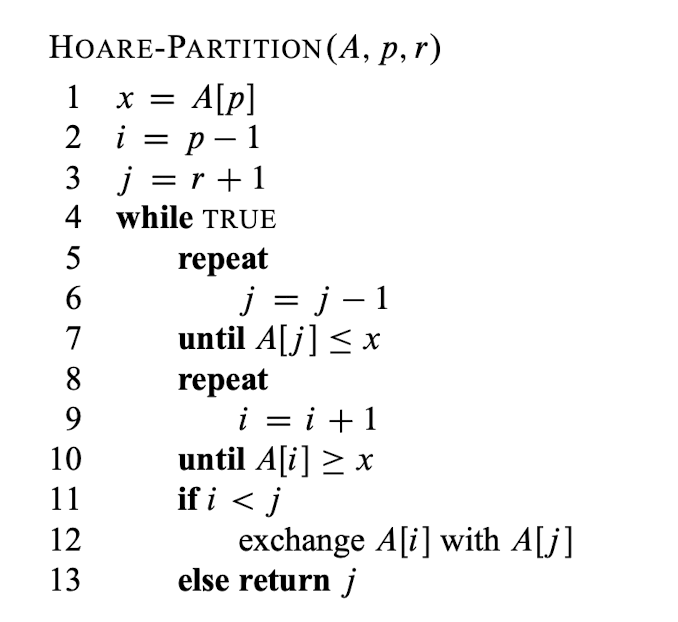 HOARE-PARTITION(A, p, r)
1 x = A[p]
2 i = p − 1
3 j = r + 1
4 while TRUE
5 repeat
6 j = j − 1
7 until A[j] ≤ x
8 repeat
9 i = i + 1
10 until A[i] ≥ x
11 if i < j
12 exchange A[i] with A[j]
13 else return j